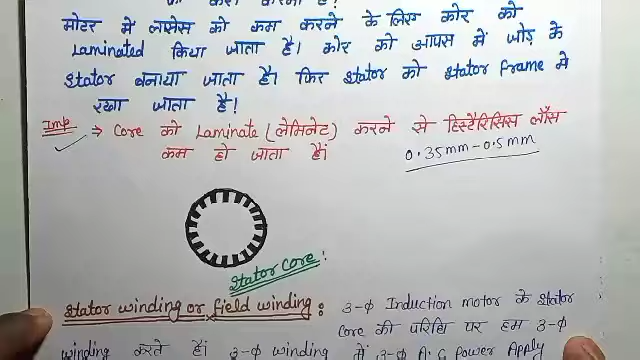 मोटर में लासेस को कम करने के लिए कोर को
Laminated किया जाता है। कोर को आपस में जोड़ के
Stator बनाया जाता है। फिर Stator को Stator Frame मे
रखा जाता है!
Imp → Core को Laminate (लेमिनेट) करने से हिस्टैरिसिस लॉस
कम हो जाता हैं।
0.35mm - 0.5mm
Stator Core:
Stator winding or field winding:
3-φ Induction motor के Stator
Core की परिधि पर हम 3-φ
winding करते हैं। 3-φ winding में 3-φ A.C Power Apply